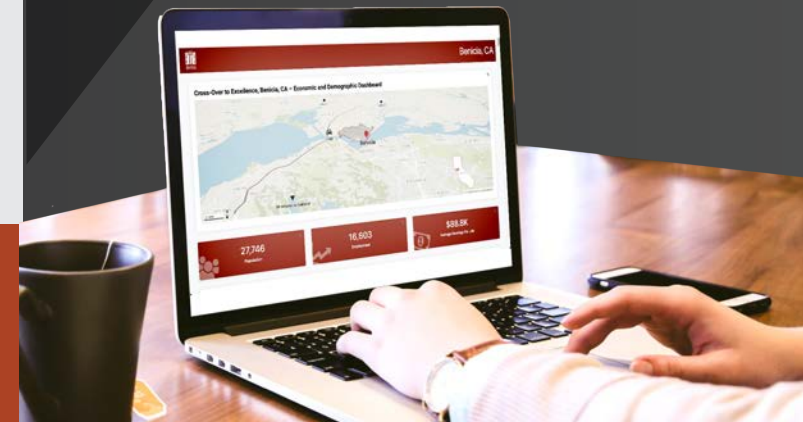 Benicia, CA
Cross-Over to Excellence, Benicia, CA – Economic and Demographic Dashboard
Benicia
27,746
Population
16,603
Employment
$88.8K